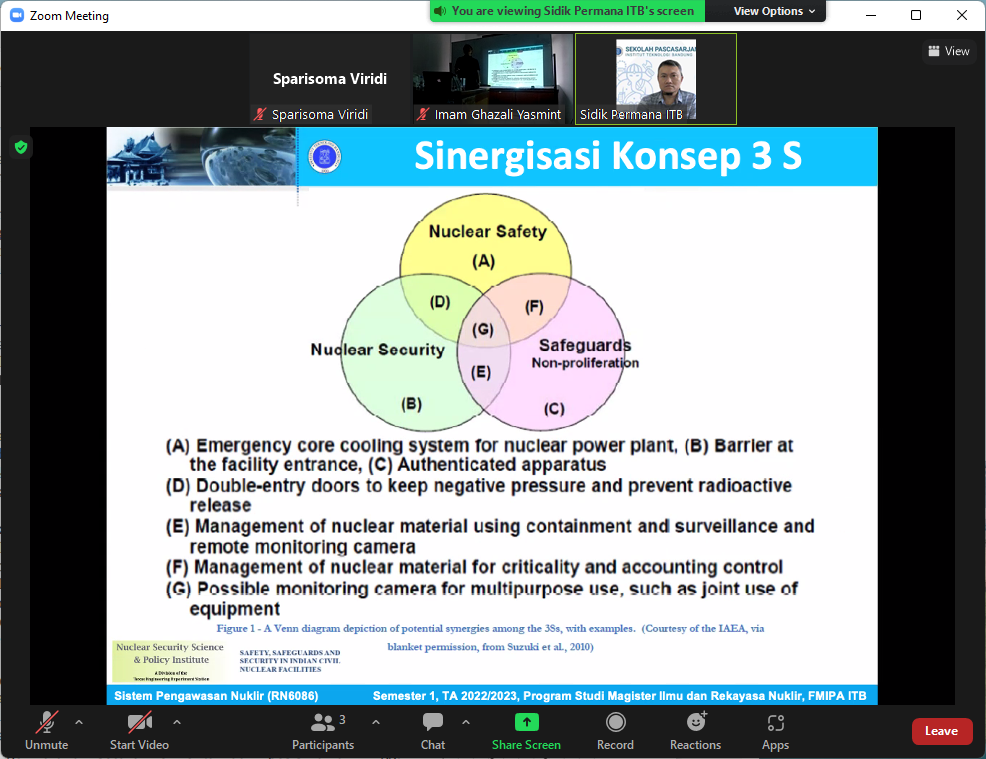 Zoom Meeting
You are viewing Sidik Permana ITB's screen
View Options
View
Sparisoma Viridi
Sparisoma Viridi
Imam Ghazali Yasmint
SEKOLAH PASCASARJAN
INSTITUT TEKNOLOGI BANDUNG
Sidik Permana ITB
Sinergisasi Konsep 3 S
Nuclear Safety
(A)
(D)
(F)
(G)
Nuclear Security
Safeguards
Non-proliferation
(E)
(B)
(C)
(A) Emergency core cooling system for nuclear power plant, (B) Barrier at
the facility entrance, (C) Authenticated apparatus
(D) Double-entry doors to keep negative pressure and prevent radioactive
release
(E) Management of nuclear material using containment and surveillance and
remote monitoring camera
(F) Management of nuclear material for criticality and accounting control
(G) Possible monitoring camera for multipurpose use, such as joint use of
equipment
Figure 1 - A Venn diagram depiction of potential synergies among the 3Ss, with examples. (Courtesy of the IAEA, via
blanket permission, from Suzuki et al., 2010)
Nuclear Security Science
& Policy Institute
A Division of the
Texas Engineering Experiment Station
SAFETY, SAFEGUARDS AND
SECURITY IN INDIAN CIVIL
NUCLEAR FACILITIES
Sistem Pengawasan Nuklir (RN6086)
Semester 1, TA 2022/2023, Program Studi Magister Ilmu dan Rekayasa Nuklir, FMIPA ITB
Unmute
Start Video
Participants
3
Chat
Share Screen
Record
Reactions
Apps
Leave